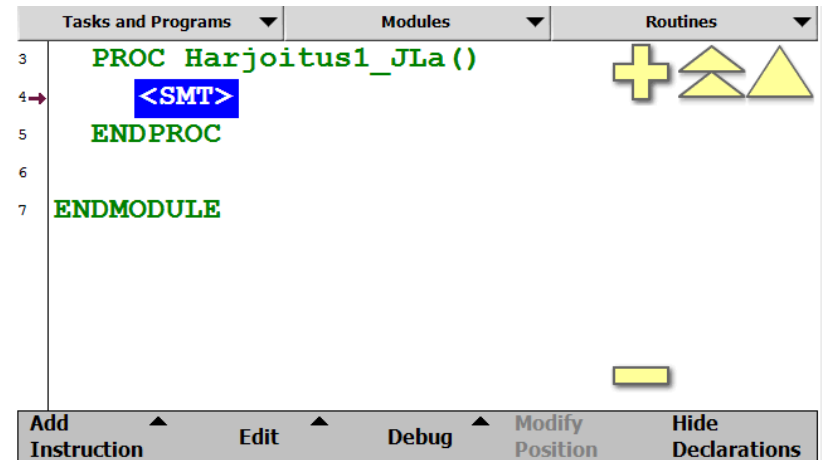 Tasks and Programs Modules Routines
3 PROC Harjoitus1_JLa()
4 <SMT>
5 ENDPROC
6
7 ENDMODULE
Add Instruction Edit Debug Modify Position Hide Declarations